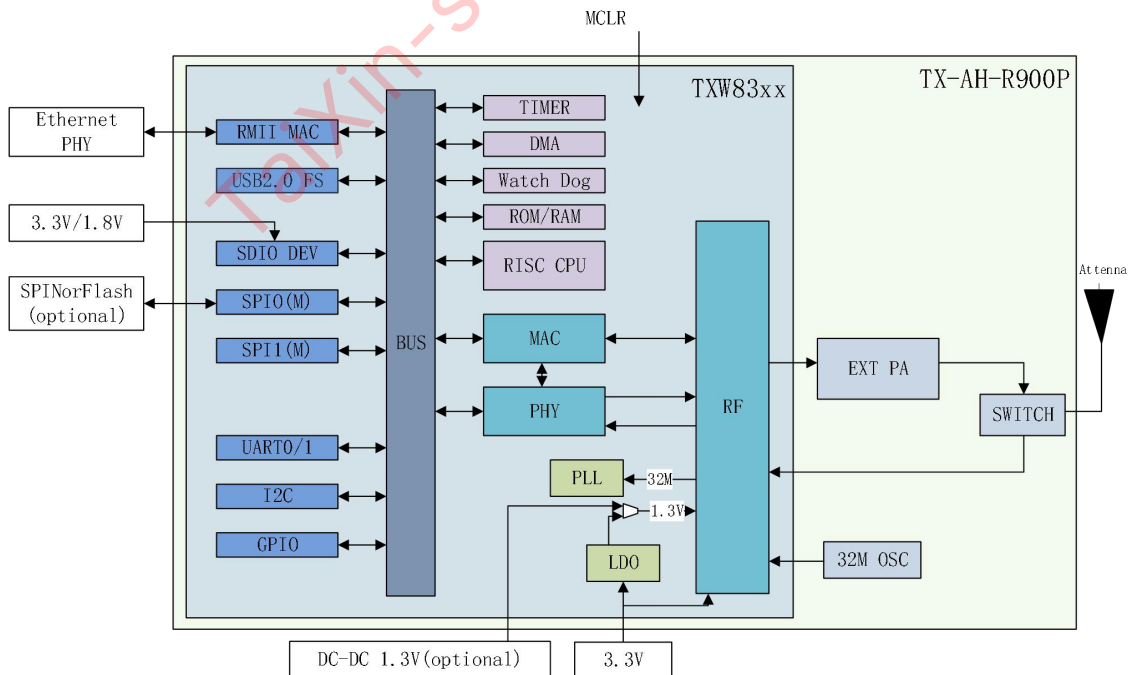 MCLR
TX-AH-R900P
TXW83xx
Ethernet
PHY
RMII MAC
USB2.0 FS
3.3V/1.8V
SDIO DEV
SPINorFlash
(optional)
SPI0(M)
SPI1(M)
UART0/1
I2C
GPIO
BUS
TIMER
DMA
Watch Dog
ROM/RAM
RISC CPU
MAC
PHY
PLL
32M
1.3V
LDO
RF
EXT PA
SWITCH
Attenna
32M OSC
DC-DC 1.3V(optional)
3.3V
TaiXin-s